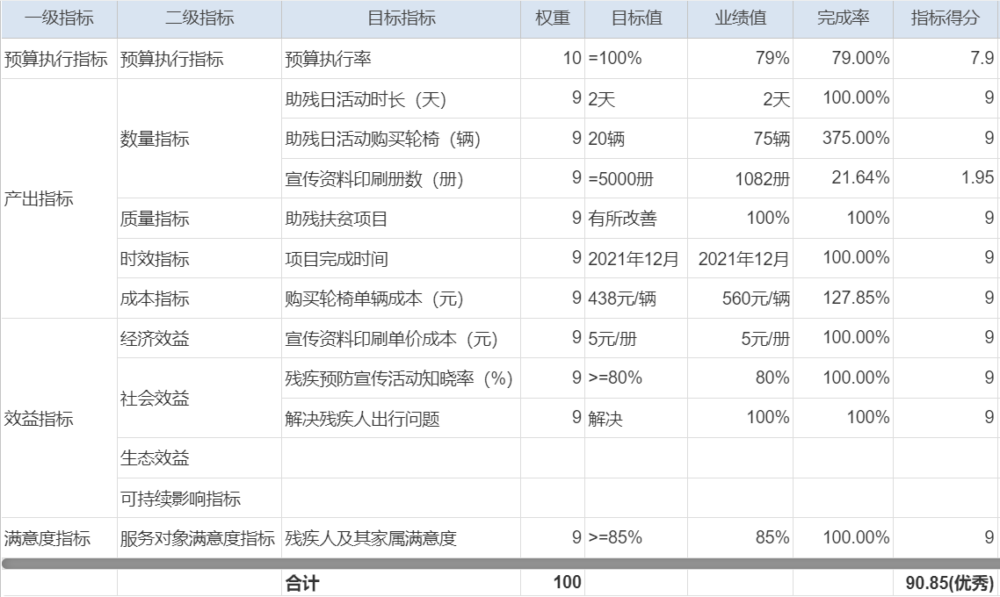 一级指标 二级指标 目标指标 权重 目标值 业绩值 完成率 指标得分
预算执行指标 预算执行指标 预算执行率 10 =100% 79% 79.00% 7.9
产出指标 数量指标 助残日活动时长（天） 9 2天 2天 100.00% 9
助残日活动购买轮椅（辆） 9 20辆 75辆 375.00% 9
宣传资料印刷册数（册） 9 =5000册 1082册 21.64% 1.95
质量指标 助残扶贫项目 9 有所改善 100% 100% 9
时效指标 项目完成时间 9 2021年12月 2021年12月 100.00% 9
成本指标 购买轮椅单辆成本（元） 9 438元/辆 560元/辆 127.85% 9
效益指标 经济效益 宣传资料印刷单价成本（元） 9 5元/册 5元/册 100.00% 9
社会效益 残疾预防宣传活动知晓率（%） 9 >=80% 80% 100.00% 9
解决残疾人出行问题 9 解决 100% 100% 9
生态效益
可持续影响指标
满意度指标 服务对象满意度指标 残疾人及其家属满意度 9 >=85% 85% 100.00% 9
合计 100 90.85(优秀)